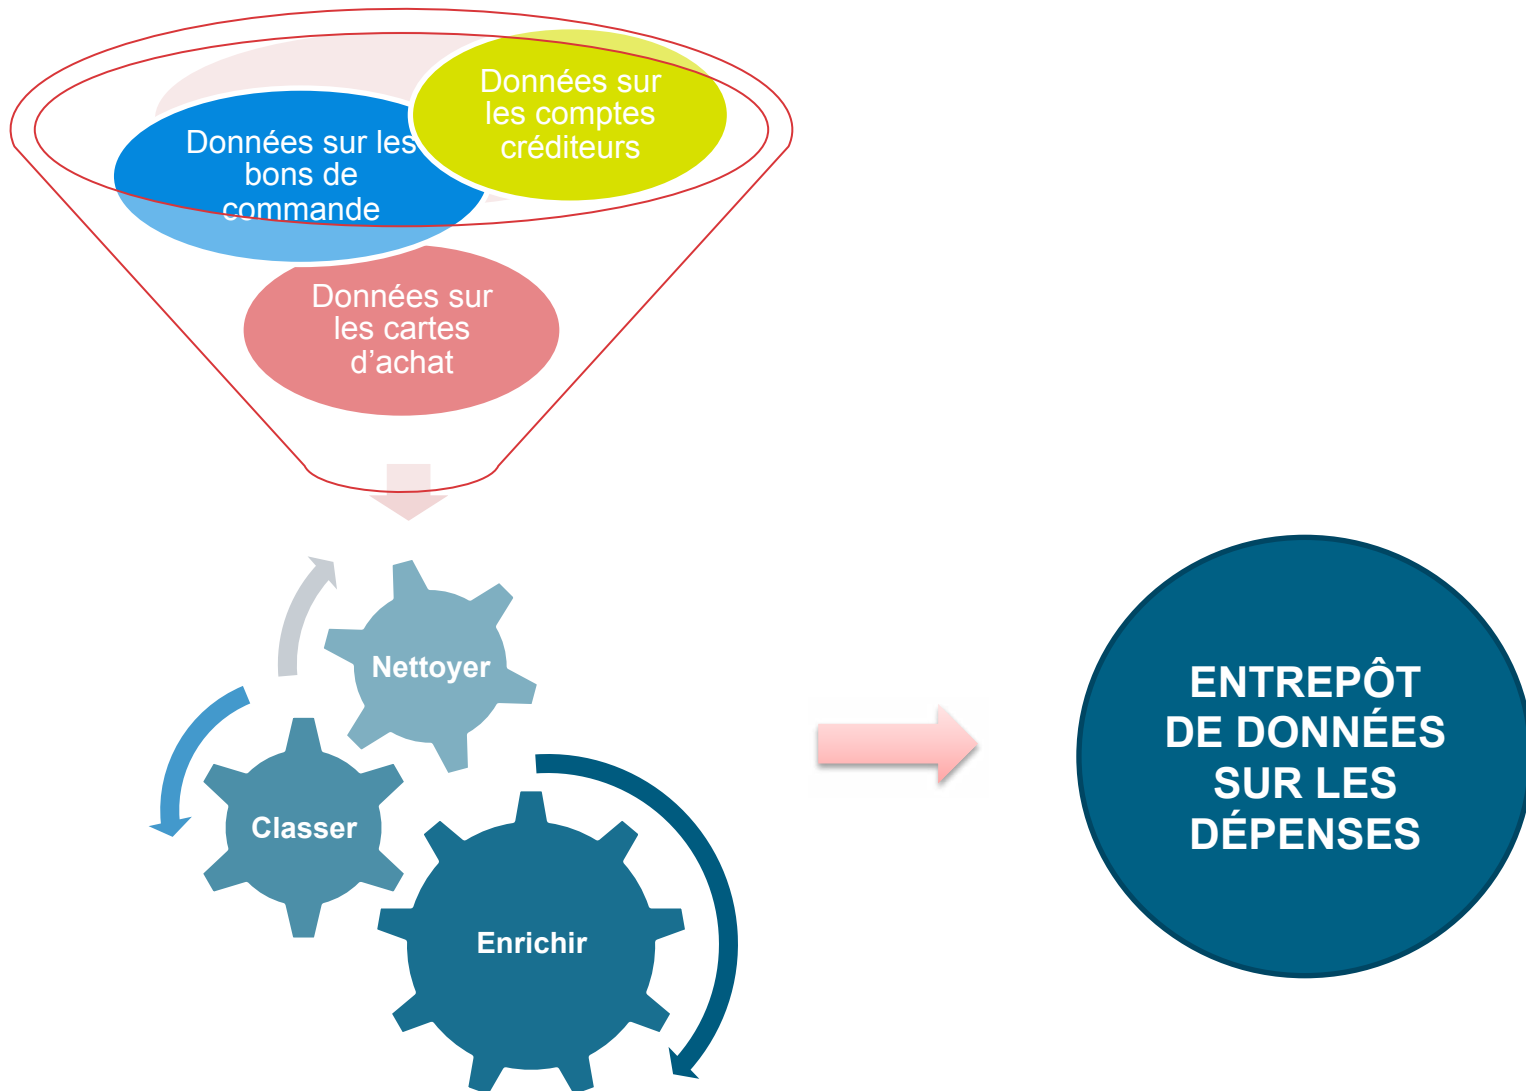 Données sur
les comptes
créditeurs
Données sur les
bons de
commande
Données sur
les cartes
d’achat
Nettoyer
Classer
Enrichir
ENTREPÔT
DE DONNÉES
SUR LES
DÉPENSES